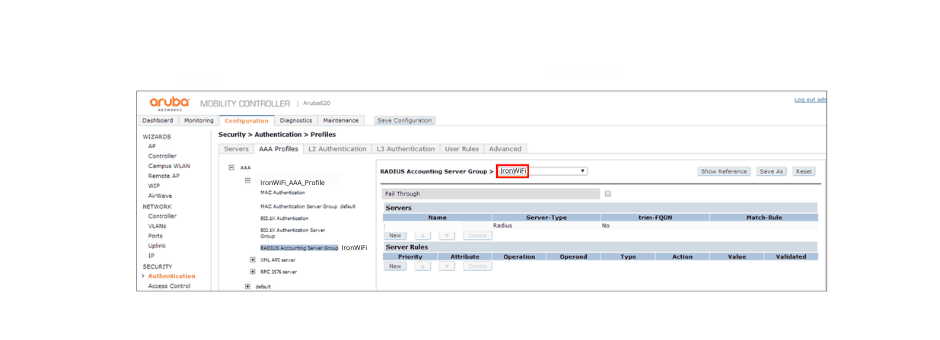 aruba NETWORKS MOBILITY CONTROLLER | Aruba620 Log out adm
Dashboard Monitoring Configuration Diagnostics Maintenance Save Configuration
WIZARDS
AP
Controller
Campus WLAN
Remote AP
WIP
AirWave
NETWORK
Controller
VLANs
Ports
Uplink
IP
SECURITY
> Authentication
Access Control
Security > Authentication > Profiles
Servers AAA Profiles L2 Authentication L3 Authentication User Rules Advanced
AAA
IronWiFi_AAA_Profile
MAC Authentication
MAC Authentication Server Group default
802.1X Authentication
802.1X Authentication Server
Group
RADIUS Accounting Server Group IronWiFi
XML API server
RFC 3576 server
default
RADIUS Accounting Server Group > IronWiFi Show Reference Save As Reset
Fail Through
Servers
Name Server-Type trim-FQDN Match-Rule
Radius No
New Delete
Server Rules
Priority Attribute Operation Operand Type Action Value Validated
New Delete